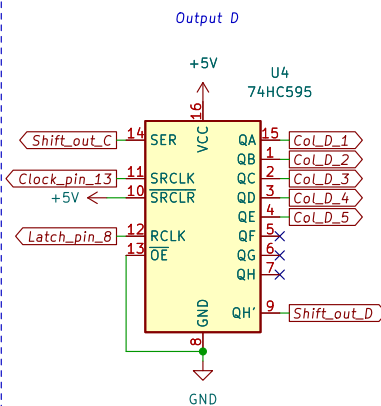 Output D
+5V
U4
74HC595
16
VCC
Shift_out_C 14 SER QA 15 Col_D_1
QB 1 Col_D_2
Clock_pin_13 11 SRCLK QC 2 Col_D_3
+5V 10 SRCLR QD 3 Col_D_4
QE 4 Col_D_5
Latch_pin_8 12 RCLK QF 5
13 OE QG 6
QH 7
GND QH' 9 Shift_out_D
8
GND